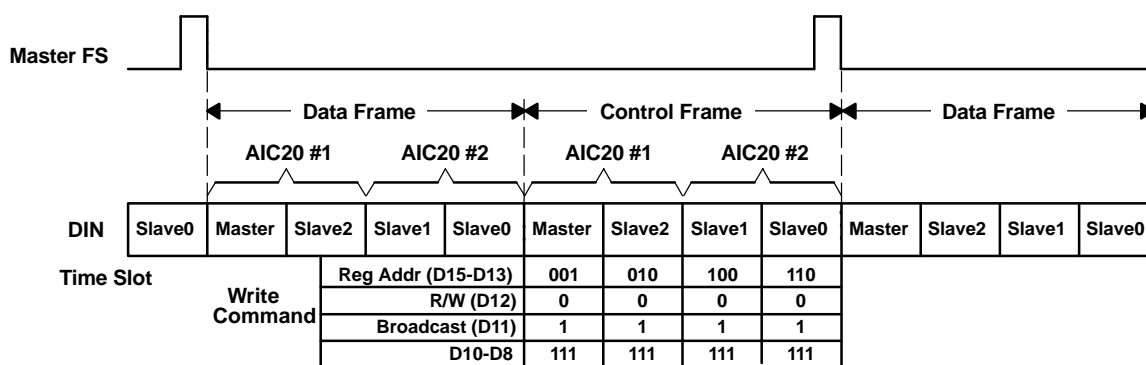 Master FS
Data Frame Control Frame Data Frame
AIC20 #1 AIC20 #2 AIC20 #1 AIC20 #2
DIN Slave0 Master Slave2 Slave1 Slave0 Master Slave2 Slave1 Slave0 Master Slave2 Slave1 Slave0
Time Slot
Write
Command
Reg Addr (D15-D13) 001 010 100 110
R/W (D12) 0 0 0 0
Broadcast (D11) 1 1 1 1
D10-D8 111 111 111 111